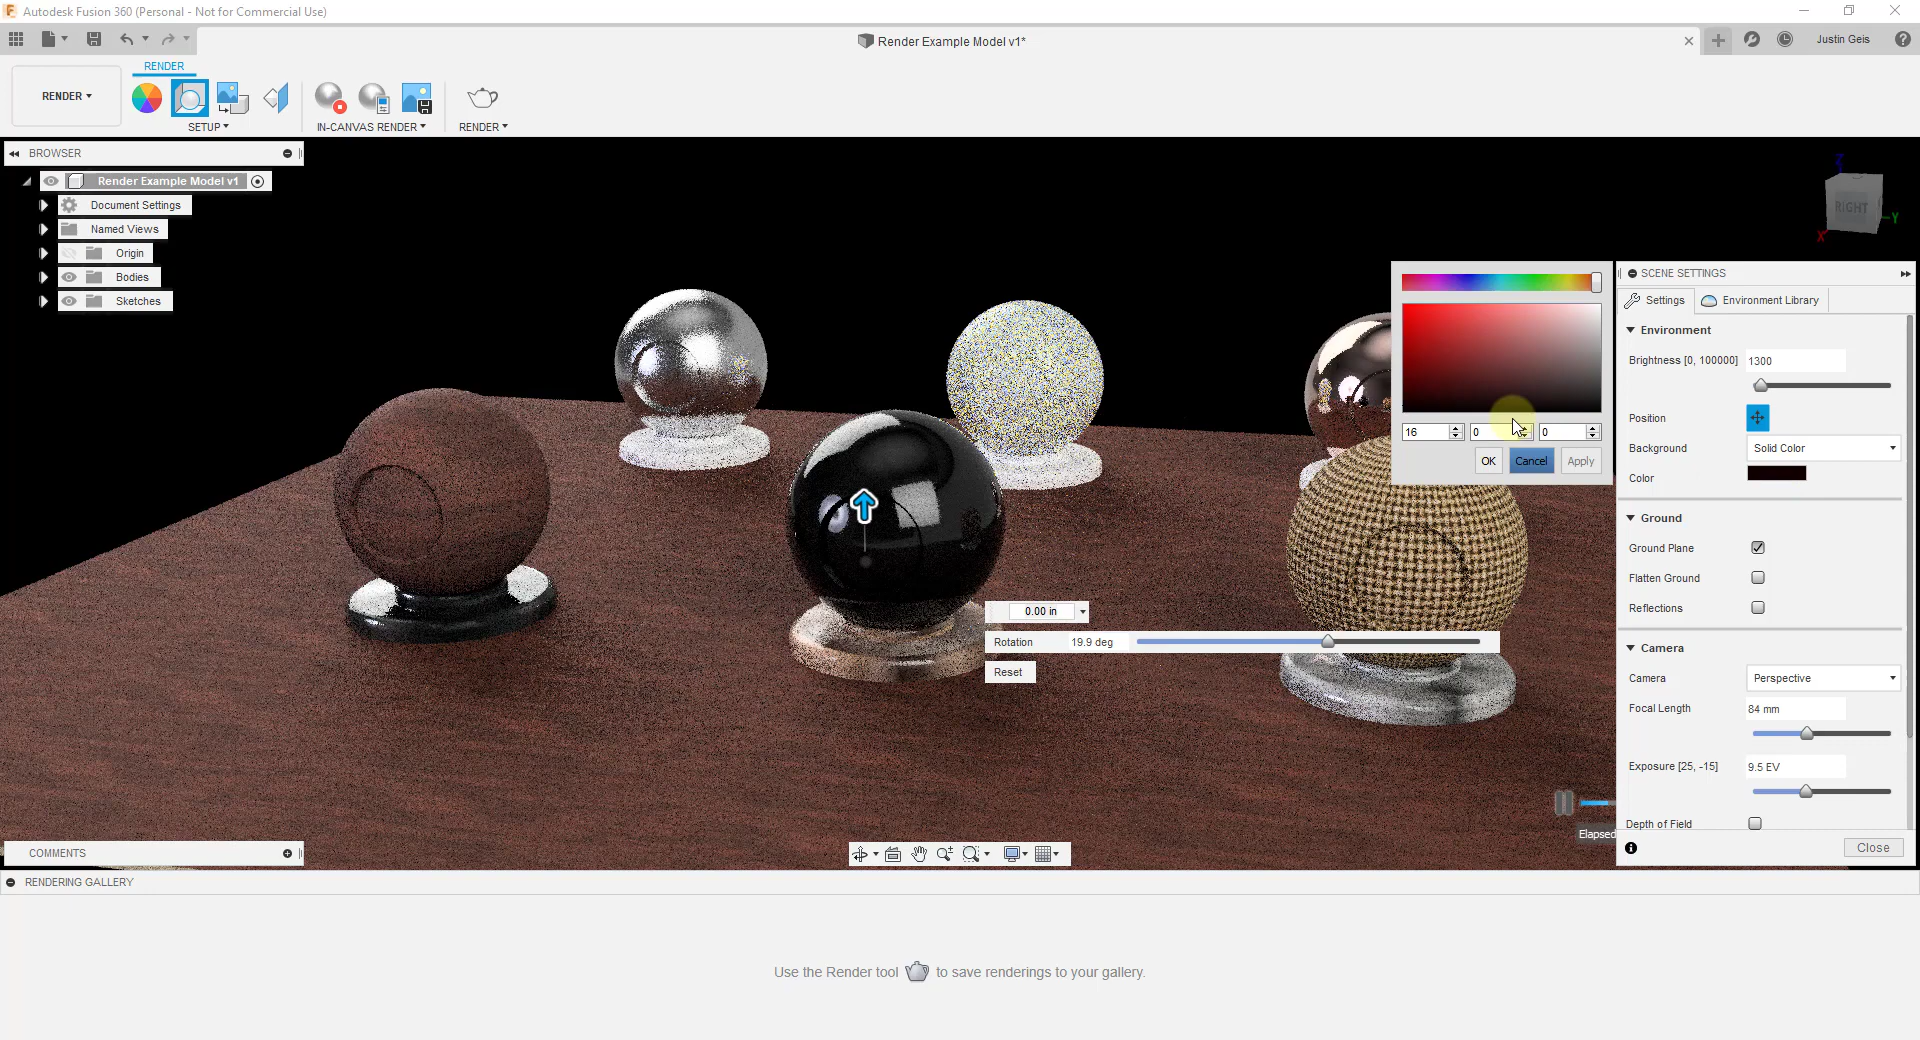 Autodesk Fusion 360 (Personal - Not for Commercial Use)
Render Example Model v1*
Justin Geis
RENDER
RENDER
SETUP
IN-CANVAS RENDER
RENDER
BROWSER
Render Example Model v1
Document Settings
Named Views
Origin
Bodies
Sketches
Z
RIGHT
Y
X
16
0
0
OK
Cancel
Apply
SCENE SETTINGS
Settings
Environment Library
Environment
Brightness [0, 100000]
1300
Position
Background
Solid Color
Color
Ground
Ground Plane
Flatten Ground
Reflections
Camera
Camera
Perspective
Focal Length
84 mm
Exposure [25, -15]
9.5 EV
Depth of Field
Close
0.00 in
Rotation
19.9 deg
Reset
Elapsed
COMMENTS
RENDERING GALLERY
Use the Render tool to save renderings to your gallery.